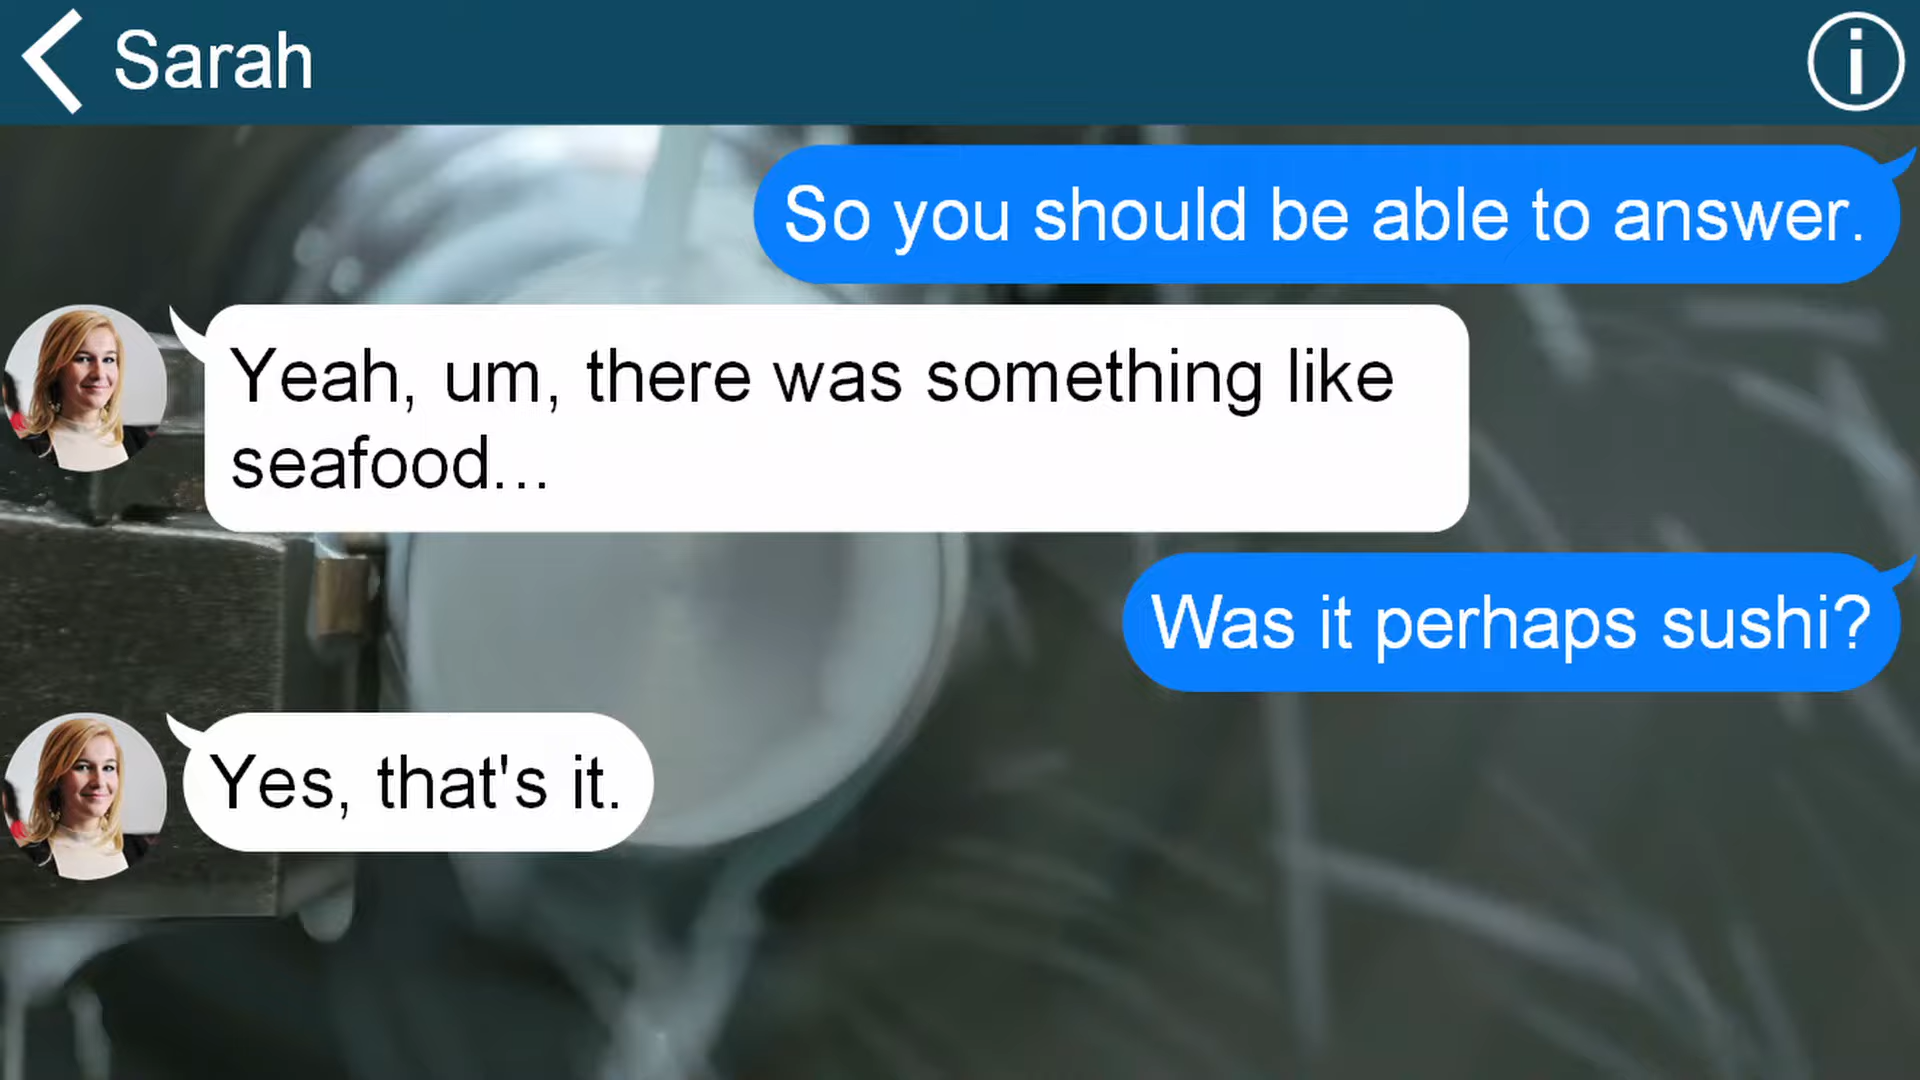 Sarah
So you should be able to answer.
Yeah, um, there was something like
seafood...
Was it perhaps sushi?
Yes, that's it.